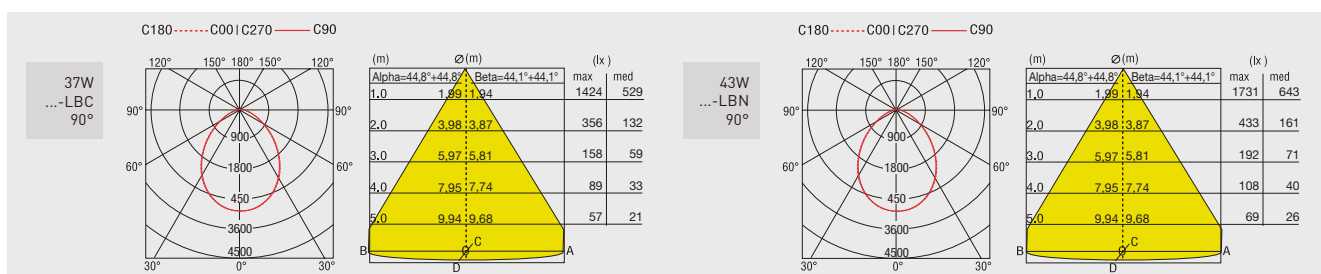 C180 C00 | C270 C90
37W
...-LBC
90°
120° 150° 180° 150° 120°
90° 90°
900
60° 1800 60°
450
3600
4500
30° 0° 30°
(m) Ø(m) (lx)
Alpha=44,8°+44,8° Beta=44,1°+44,1° max med
1.0 1,99 1,94 1424 529
2.0 3,98 3,87 356 132
3.0 5,97 5,81 158 59
4.0 7,95 7,74 89 33
5.0 9,94 9,68 57 21
B C A
D
C180 C00 | C270 C90
43W
...-LBN
90°
120° 150° 180° 150° 120°
90° 90°
900
60° 1800 60°
450
3600
4500
30° 0° 30°
(m) Ø(m) (lx)
Alpha=44,8°+44,8° Beta=44,1°+44,1° max med
1.0 1,99 1,94 1731 643
2.0 3,98 3,87 433 161
3.0 5,97 5,81 192 71
4.0 7,95 7,74 108 40
5.0 9,94 9,68 69 26
B C A
D